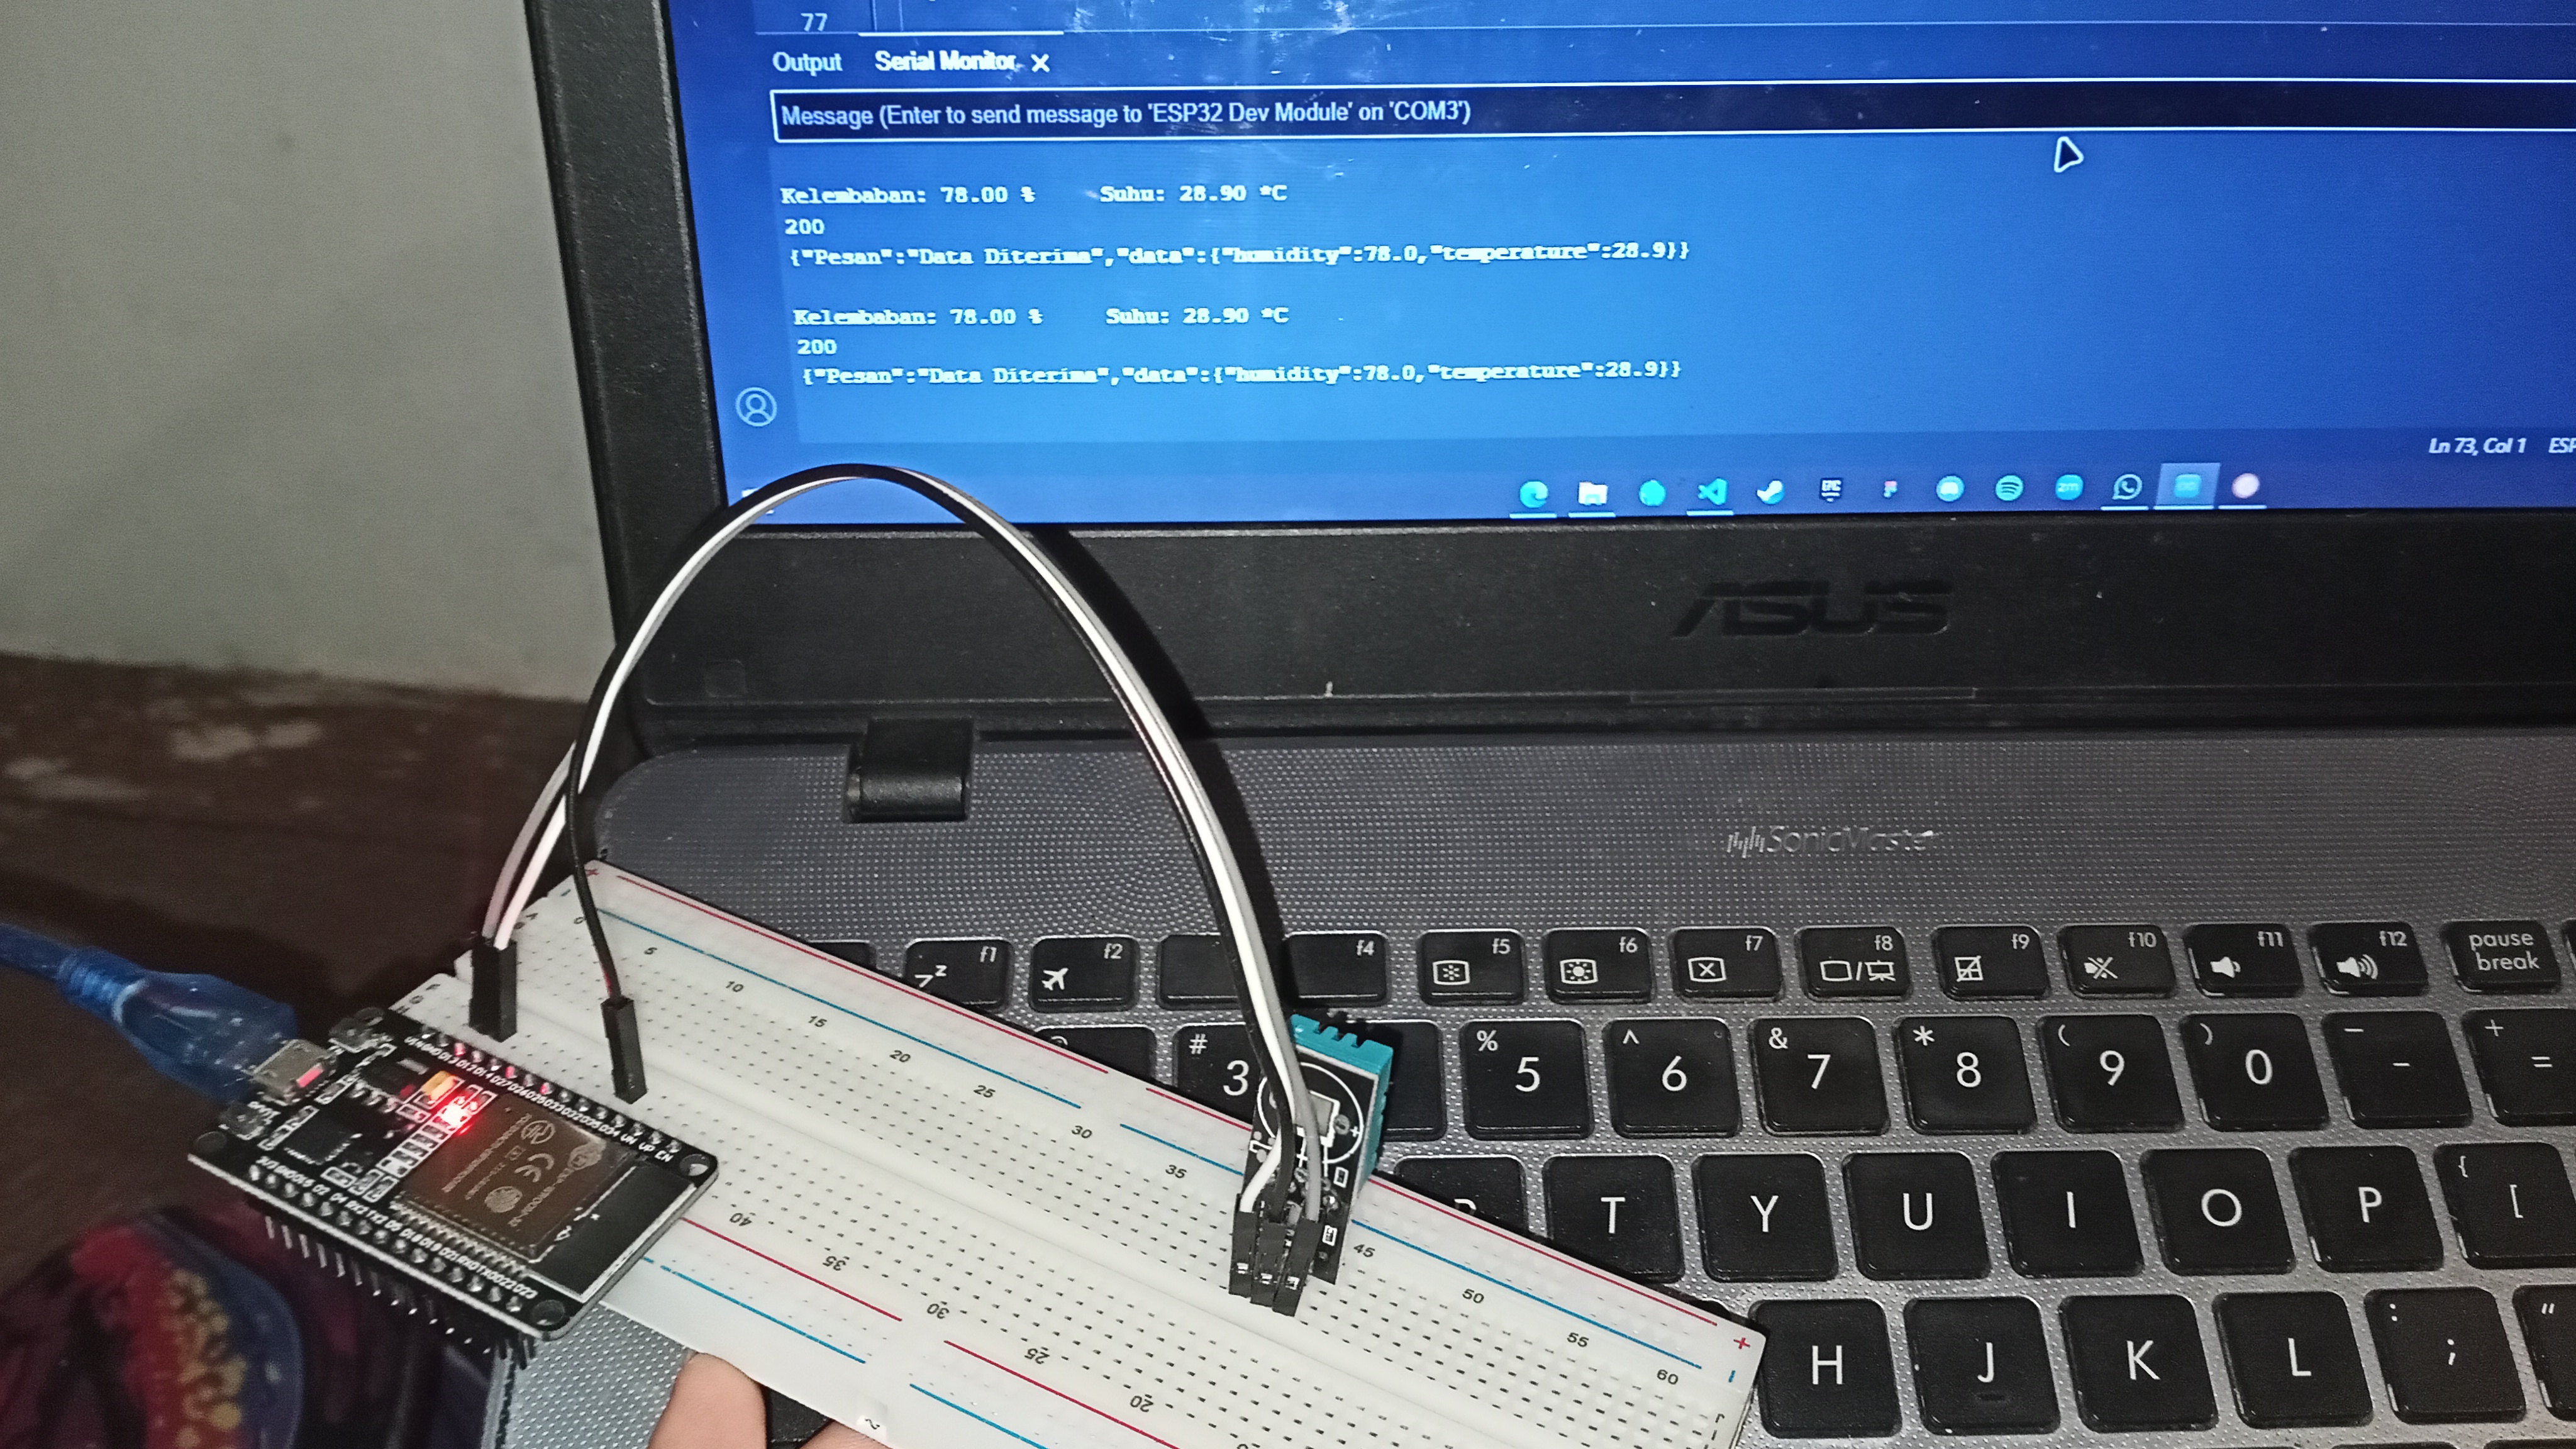 77
Output Serial Monitor
Message (Enter to send message to 'ESP32 Dev Module' on 'COM3')
Kelembaban: 78.00 % Suhu: 28.90 *C
200
{"Pesan":"Data Diterima","data":{"humidity":78.0,"temperature":28.9}}
Kelembaban: 78.00 % Suhu: 28.90 *C
200
{"Pesan":"Data Diterima","data":{"humidity":78.0,"temperature":28.9}}
Ln 73, Col 1 ESP
EPIC
zm
ASUS
SonicMaster
f1 f2 f4 f5 f6 f7 f8 f9 f10 f11 f12 pause break
# 3 % 5 ^ 6 & 7 * 8 ( 9 ) 0 - + =
T Y U I O P { [
H J K L : ; "
5 10 15 20 25 30 35 45 50 55 60
40 35 30 25 20
CE